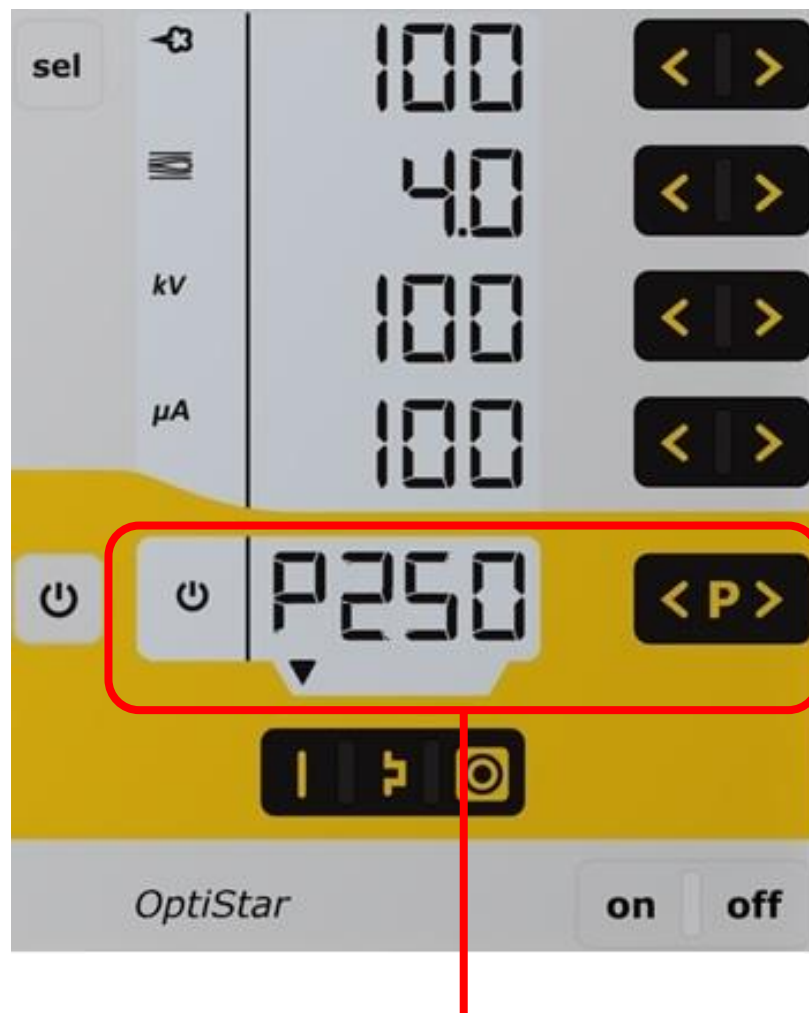 sel 100 < >
4.0 < >
kV 100 < >
µA 100 < >
P250 < P >
OptiStar on off